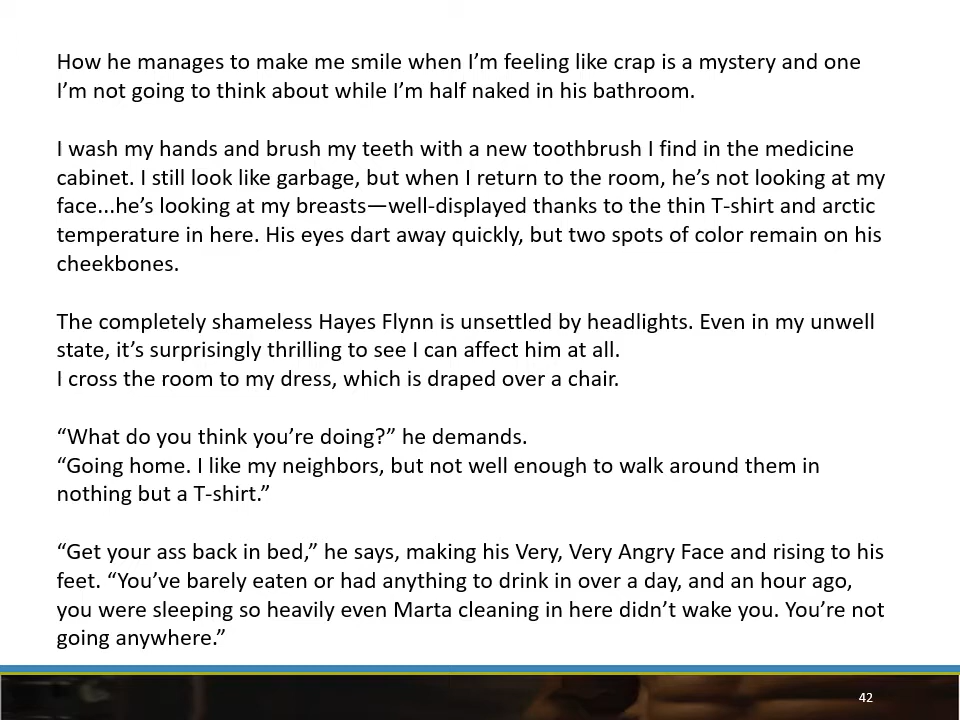 How he manages to make me smile when I’m feeling like crap is a mystery and one
I’m not going to think about while I’m half naked in his bathroom.
I wash my hands and brush my teeth with a new toothbrush I find in the medicine
cabinet. I still look like garbage, but when I return to the room, he’s not looking at my
face...he’s looking at my breasts—well-displayed thanks to the thin T-shirt and arctic
temperature in here. His eyes dart away quickly, but two spots of color remain on his
cheekbones.
The completely shameless Hayes Flynn is unsettled by headlights. Even in my unwell
state, it’s surprisingly thrilling to see I can affect him at all.
I cross the room to my dress, which is draped over a chair.
“What do you think you’re doing?” he demands.
“Going home. I like my neighbors, but not well enough to walk around them in
nothing but a T-shirt.”
“Get your ass back in bed,” he says, making his Very, Very Angry Face and rising to his
feet. “You’ve barely eaten or had anything to drink in over a day, and an hour ago,
you were sleeping so heavily even Marta cleaning in here didn’t wake you. You’re not
going anywhere.”
42